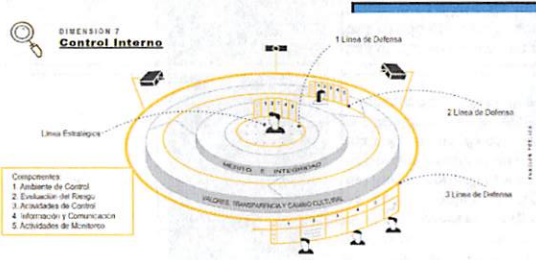 DIMENSIÓN 7
Control Interno
1 Línea de Defensa
2 Línea de Defensa
Línea Estratégica
MÉRITO E INTEGRIDAD
VALORES, TRANSPARENCIA Y CAMBIO CULTURAL
3 Línea de Defensa
Componentes
1 Ambiente de Control
2 Evaluación del Riesgo
3 Actividades de Control
4 Información y Comunicación
5 Actividades de Monitoreo